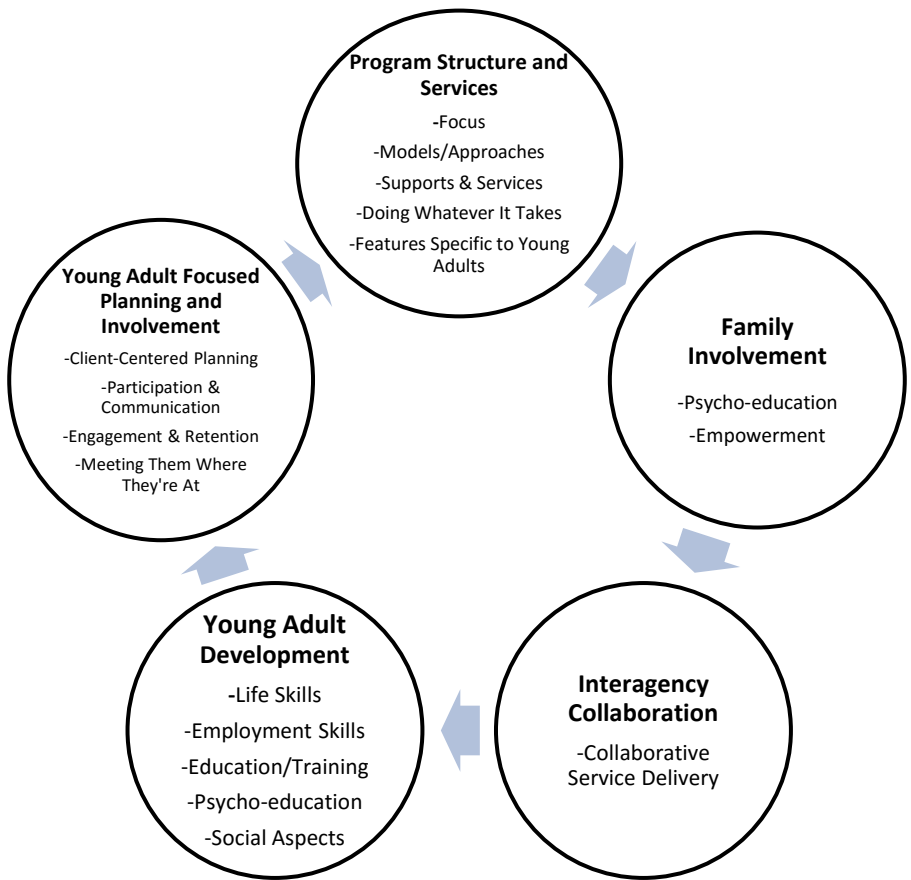 Program Structure and
Services
-Focus
-Models/Approaches
-Supports & Services
-Doing Whatever It Takes
-Features Specific to Young
Adults
Family
Involvement
-Psycho-education
-Empowerment
Interagency
Collaboration
-Collaborative
Service Delivery
Young Adult
Development
-Life Skills
-Employment Skills
-Education/Training
-Psycho-education
-Social Aspects
Young Adult Focused
Planning and
Involvement
-Client-Centered Planning
-Participation &
Communication
-Engagement & Retention
-Meeting Them Where
They're At